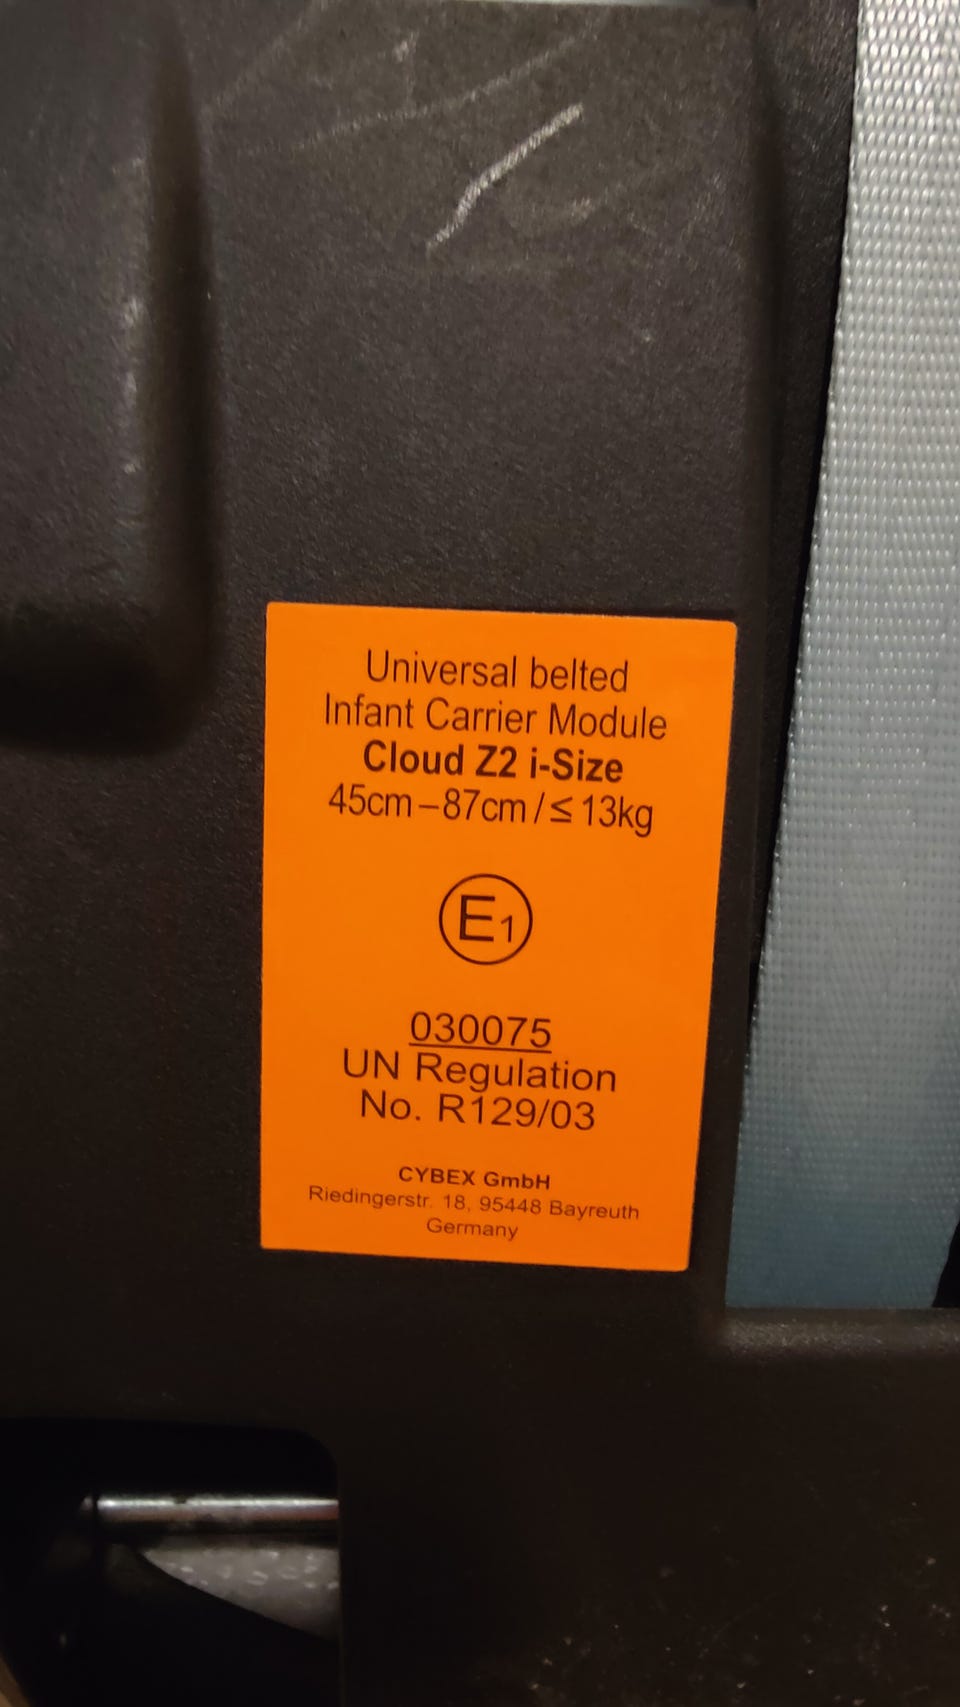 Universal belted
Infant Carrier Module
Cloud Z2 i-Size
45cm – 87cm / ≤ 13kg
E1
030075
UN Regulation
No. R129/03
CYBEX GmbH
Riedingerstr. 18, 95448 Bayreuth
Germany